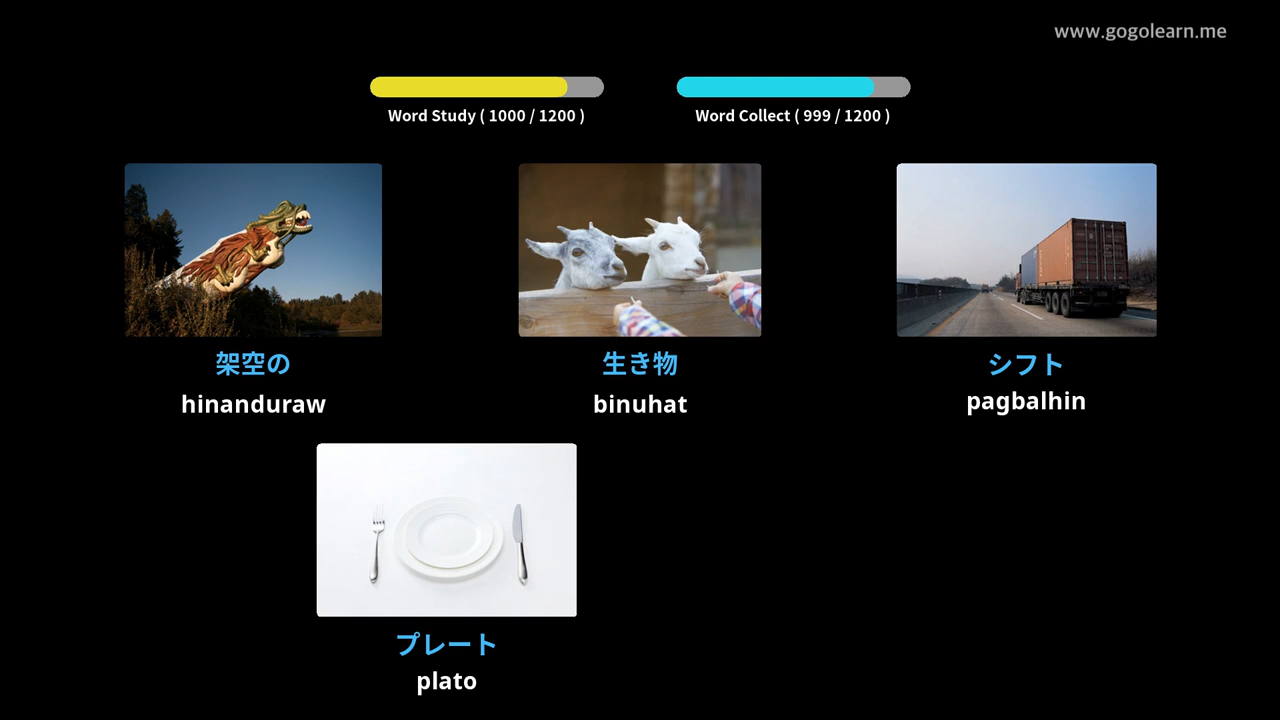 www.gogolearn.me
Word Study ( 1000 / 1200 )
Word Collect ( 999 / 1200 )
架空の
hinanduraw
生き物
binuhat
シフト
pagbalhin
プレート
plato